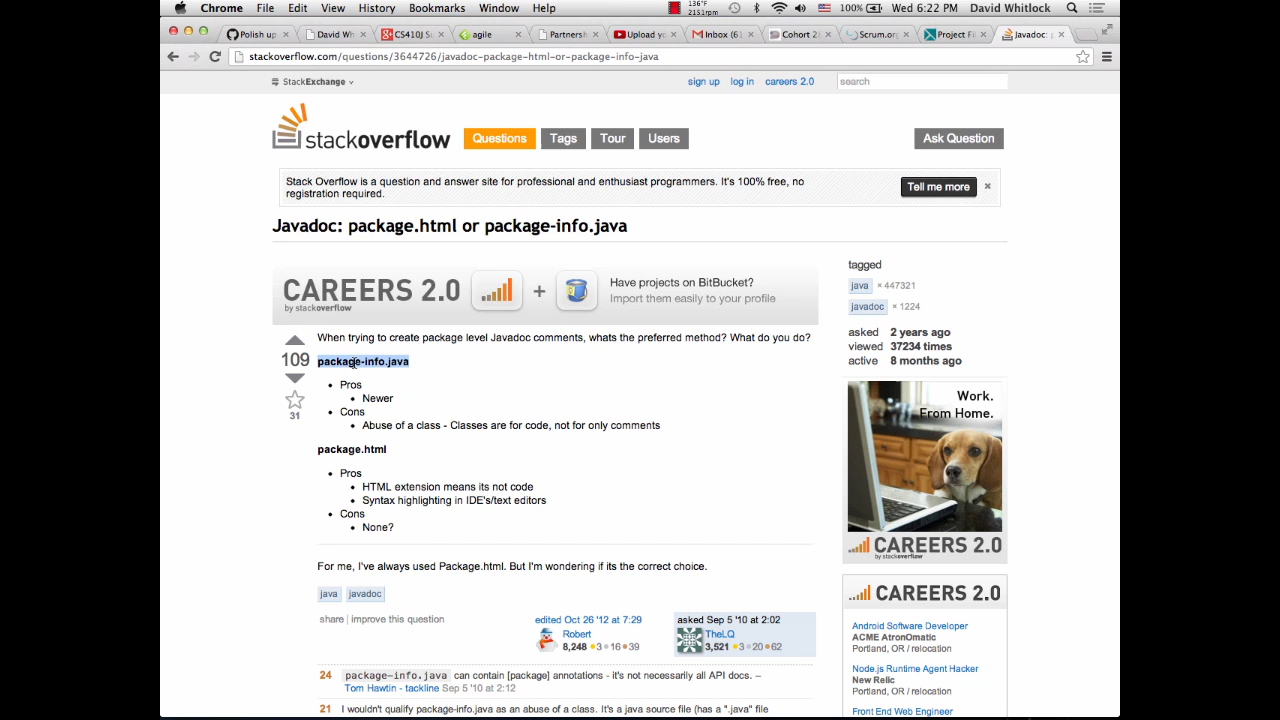 Chrome File Edit View History Bookmarks Window Help 136°F 2151rpm 100% Wed 6:22 PM David Whitlock
Polish up David Wh CS410J Su agile Partnersh Upload yo Inbox (61 Cohort 2 Scrum.org Project Fi Javadoc: p
stackoverflow.com/questions/3644726/javadoc-package-html-or-package-info-java
StackExchange sign up log in careers 2.0 search
stackoverflow Questions Tags Tour Users Ask Question
Stack Overflow is a question and answer site for professional and enthusiast programmers. It's 100% free, no
registration required.
Tell me more ×
Javadoc: package.html or package-info.java
CAREERS 2.0
by stackoverflow
+
Have projects on BitBucket?
Import them easily to your profile
When trying to create package level Javadoc comments, whats the preferred method? What do you do?
109
31
package-info.java
• Pros
• Newer
• Cons
• Abuse of a class - Classes are for code, not for only comments
package.html
• Pros
• HTML extension means its not code
• Syntax highlighting in IDE's/text editors
• Cons
• None?
For me, I've always used Package.html. But I'm wondering if its the correct choice.
java javadoc
share | improve this question
edited Oct 26 '12 at 7:29
Robert
8,248 ●3 ●16 ●39
asked Sep 5 '10 at 2:02
TheLQ
3,521 ●3 ●20 ●62
24 package-info.java can contain [package] annotations - it's not necessarily all API docs. –
Tom Hawtin - tackline Sep 5 '10 at 2:12
21 I wouldn't qualify package-info.java as an abuse of a class. It's a java source file (has a ".java" file
tagged
java × 447321
javadoc × 1224
asked 2 years ago
viewed 37234 times
active 8 months ago
Work.
From Home.
CAREERS 2.0
by stackoverflow
CAREERS 2.0
by stackoverflow
Android Software Developer
ACME AtronOmatic
Portland, OR / relocation
Node.js Runtime Agent Hacker
New Relic
Portland, OR / relocation
Front End Web Engineer